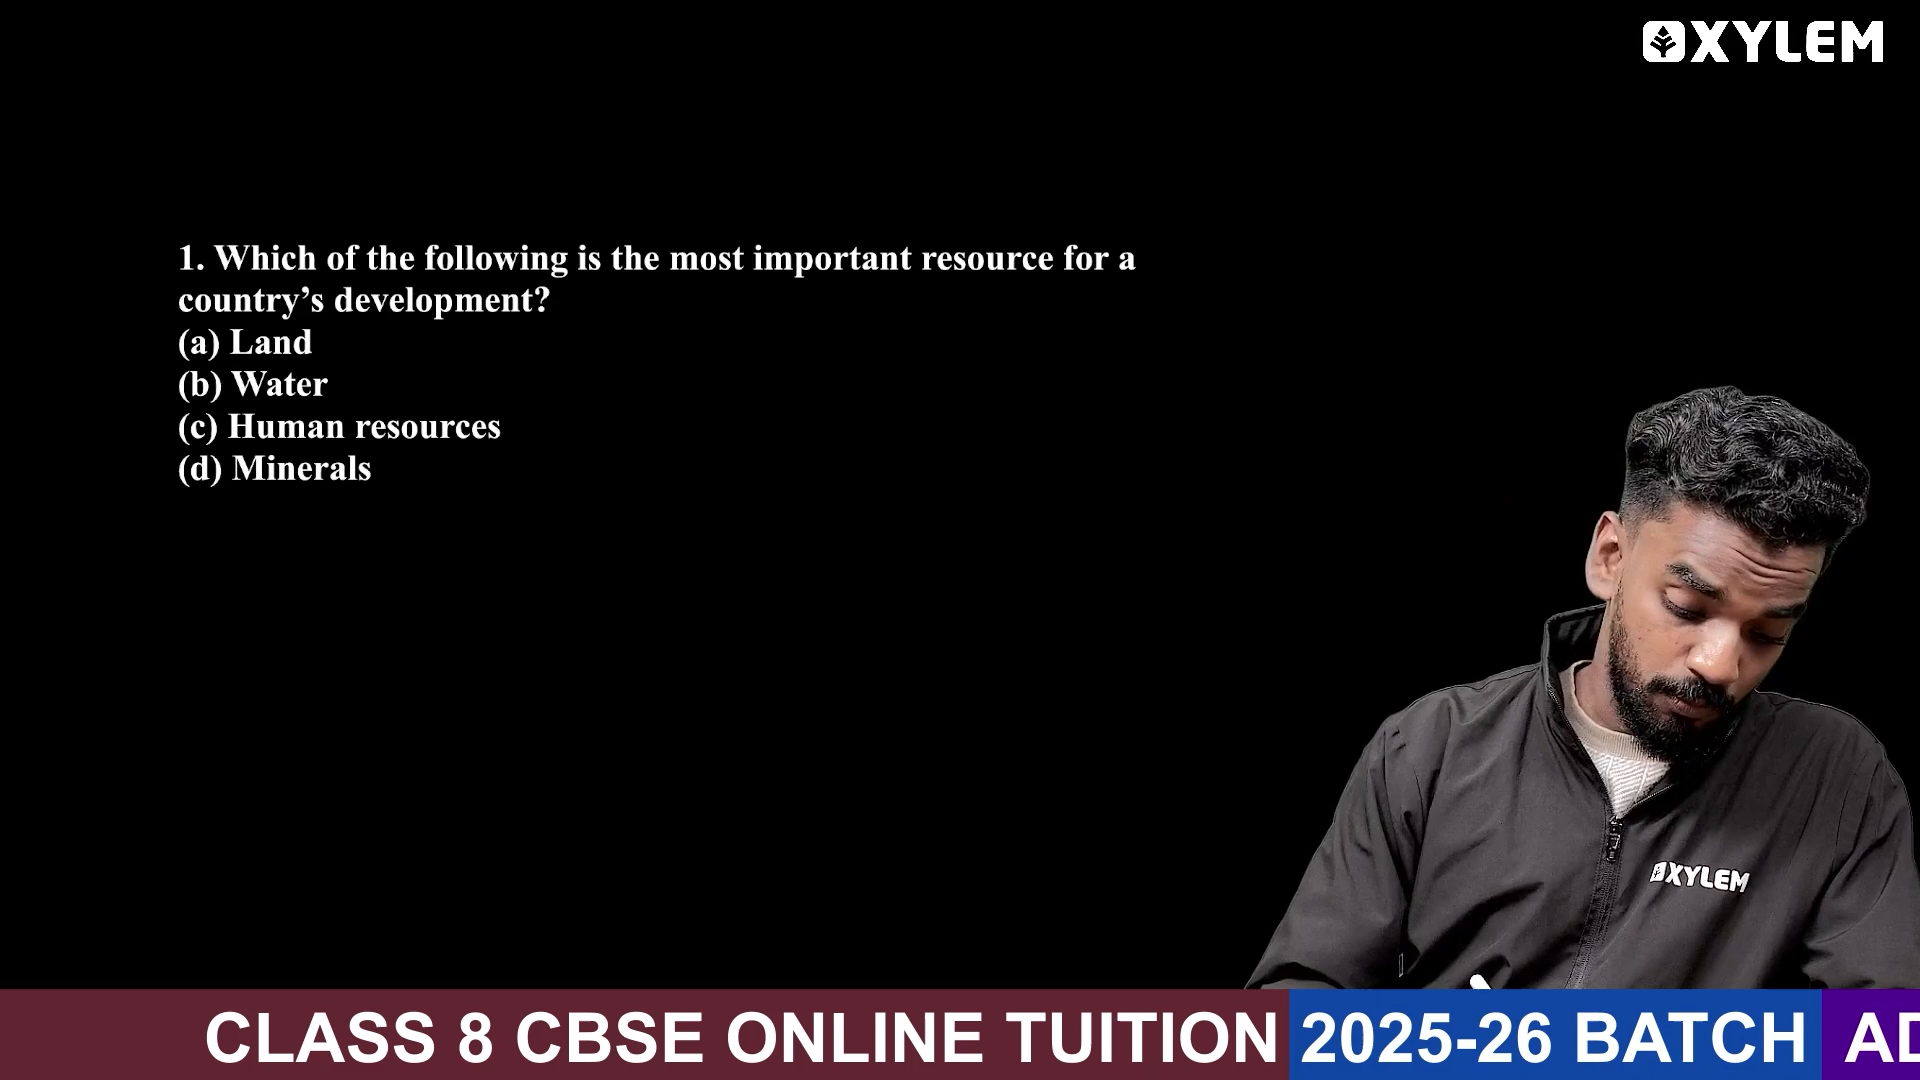 XYLEM
1. Which of the following is the most important resource for a
country’s development?
(a) Land
(b) Water
(c) Human resources
(d) Minerals
XYLEM
CLASS 8 CBSE ONLINE TUITION 2025-26 BATCH AD